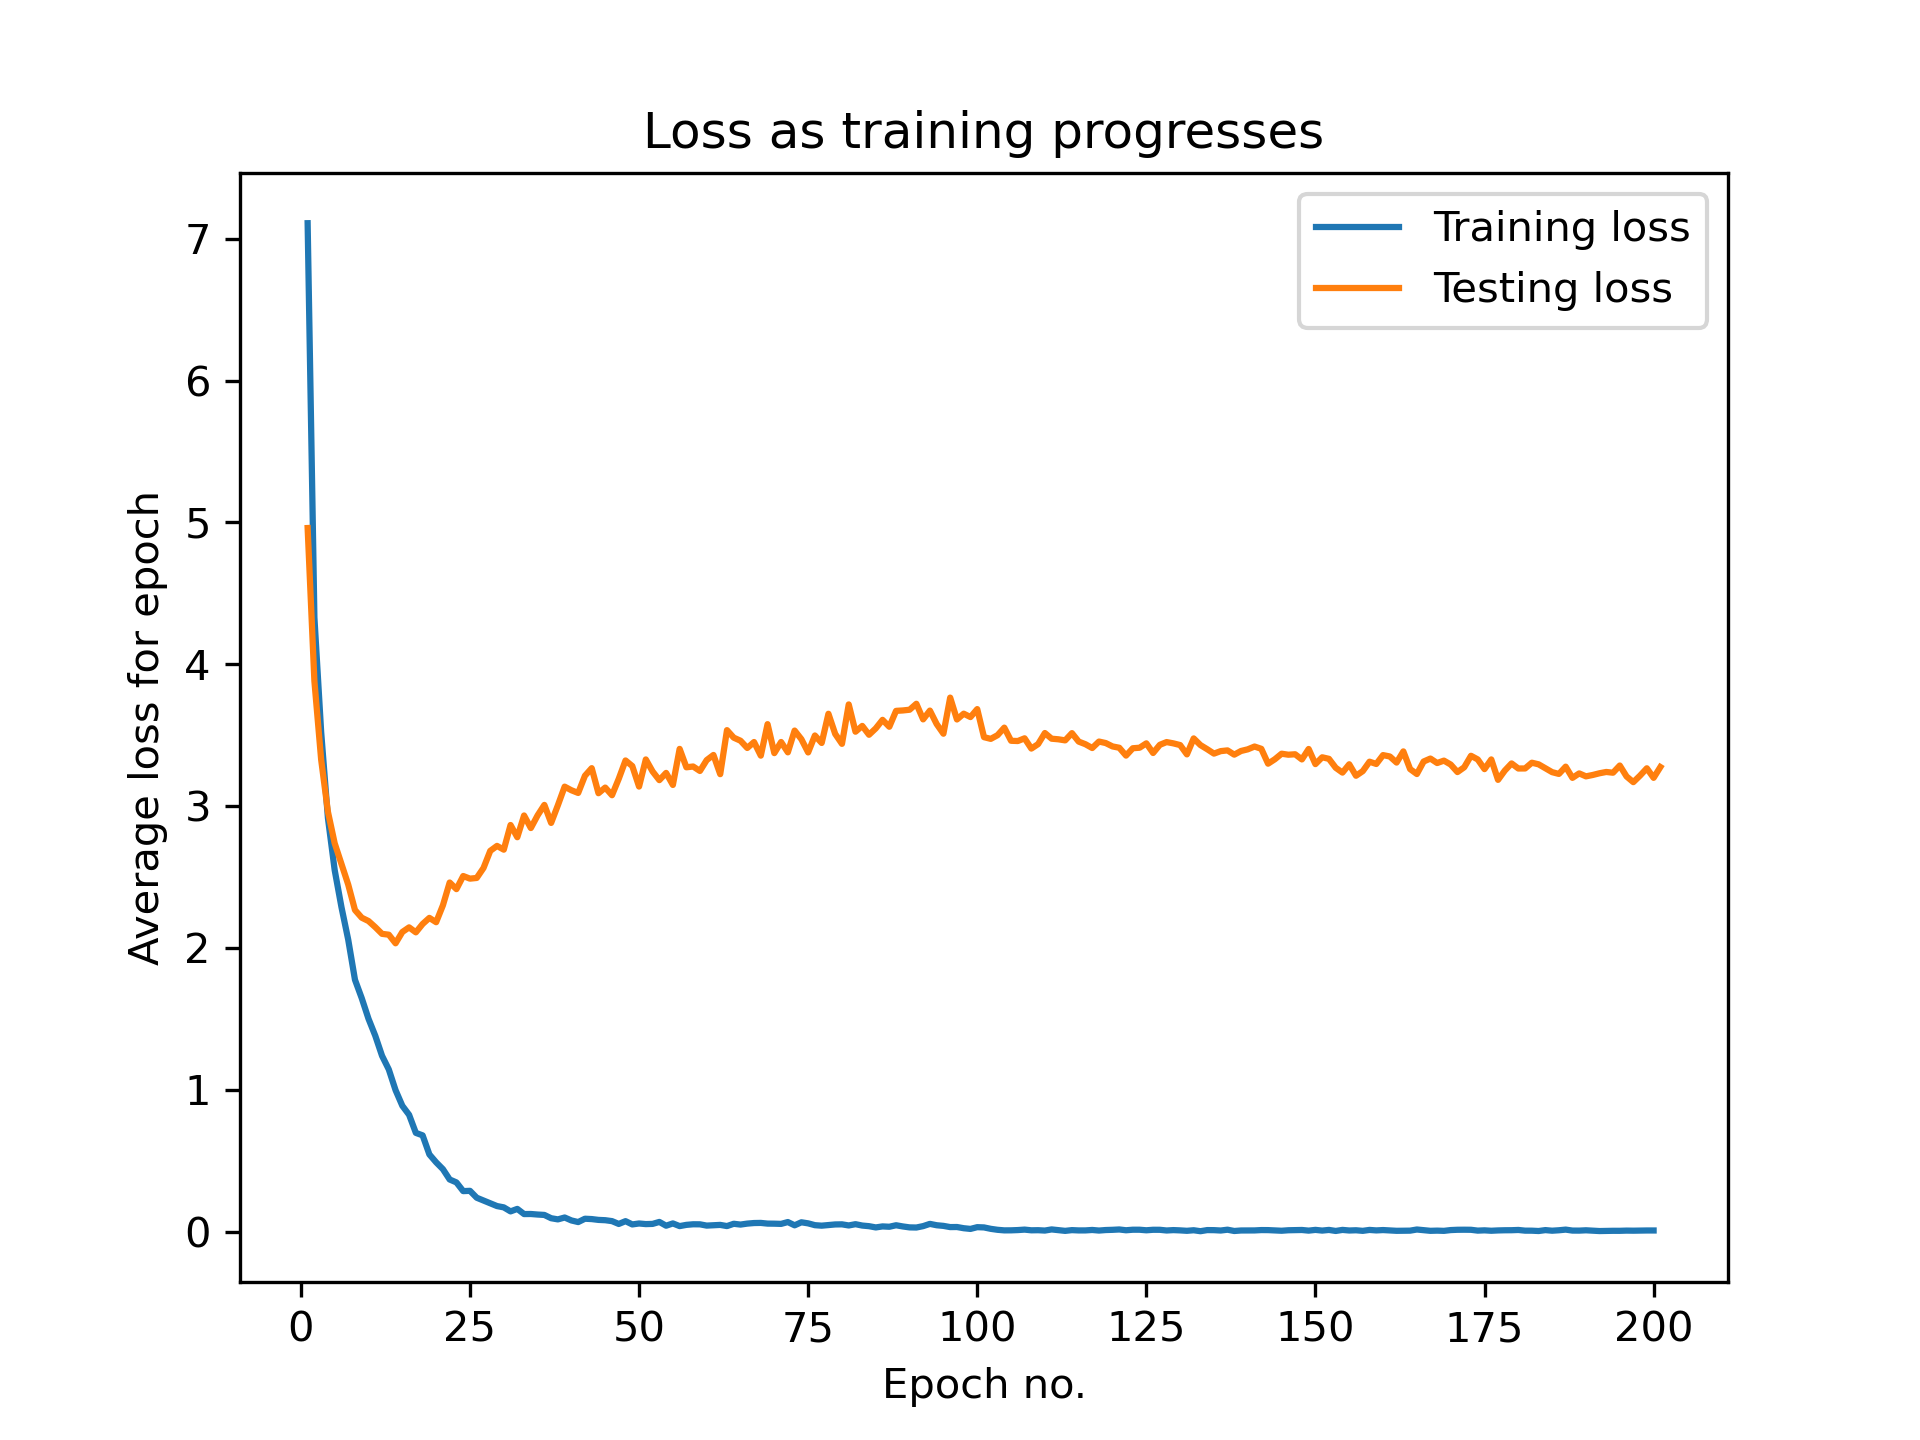 Loss as training progresses
Training loss
Testing loss
Average loss for epoch
7
6
5
4
3
2
1
0
0 25 50 75 100 125 150 175 200
Epoch no.